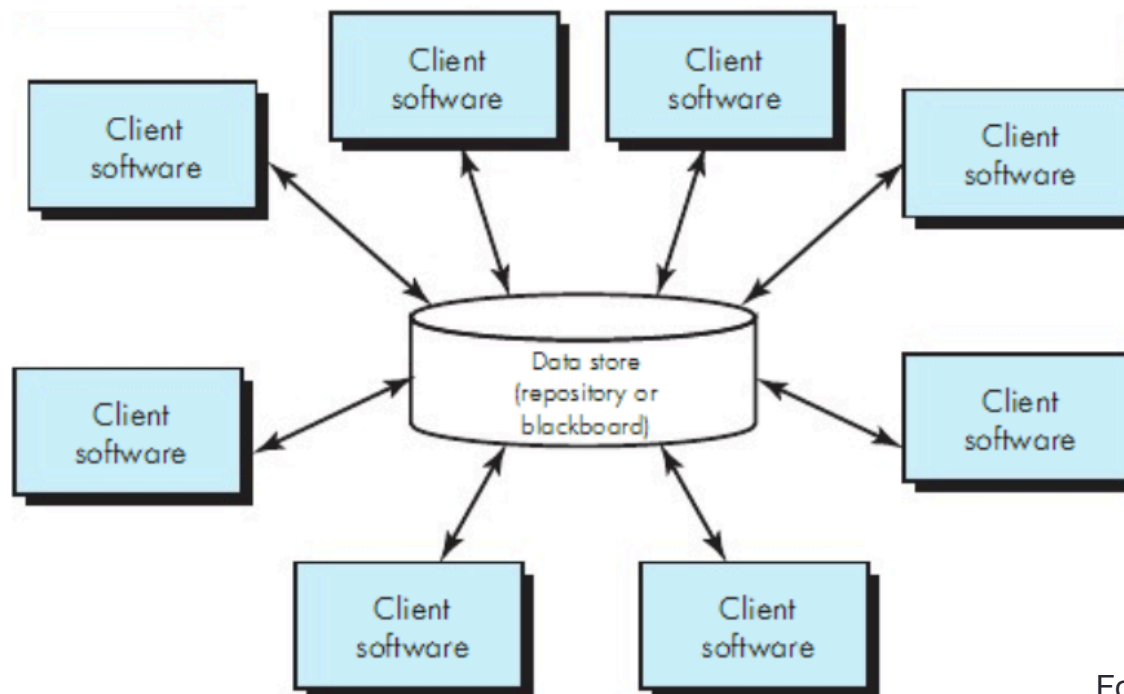 Client
software
Client
software
Client
software
Client
software
Data store
(repository or
blackboard)
Client
software
Client
software
Client
software
Client
software